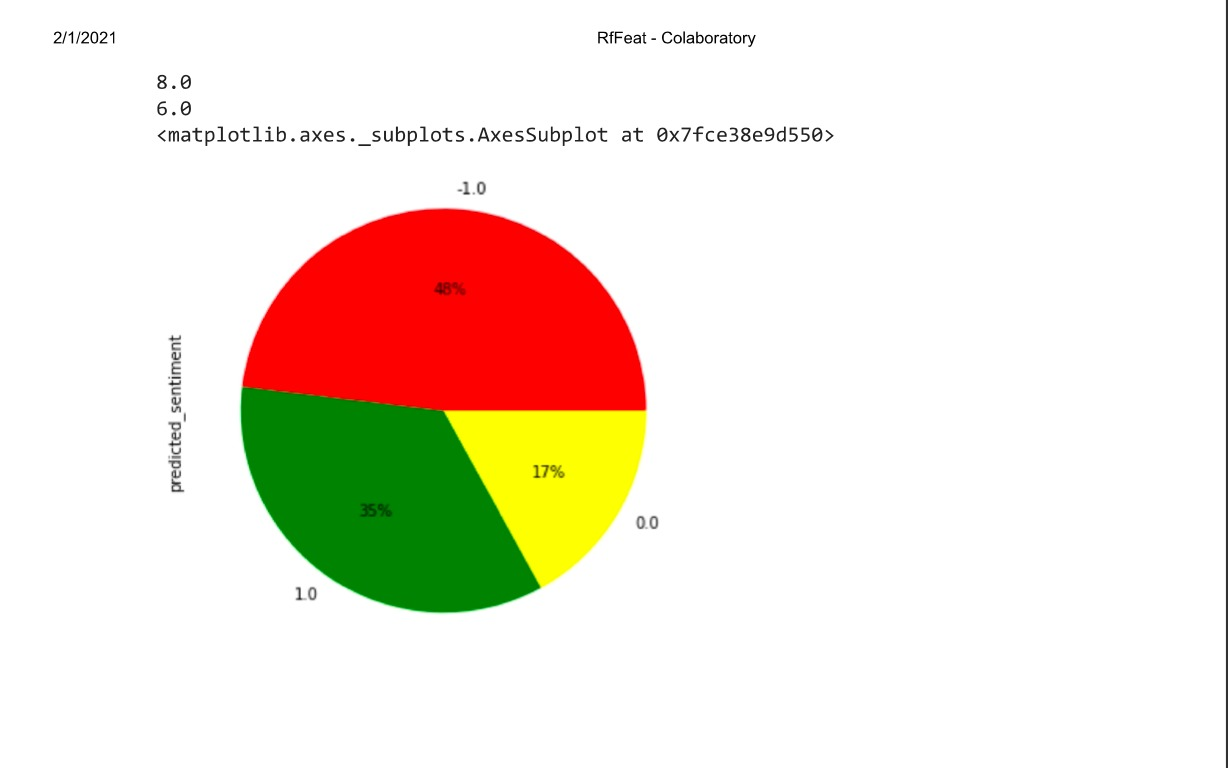 2/1/2021 RfFeat - Colaboratory
8.0
6.0
<matplotlib.axes._subplots.AxesSubplot at 0x7fce38e9d550>
-1.0
48%
predicted_sentiment
17%
35%
0.0
1.0